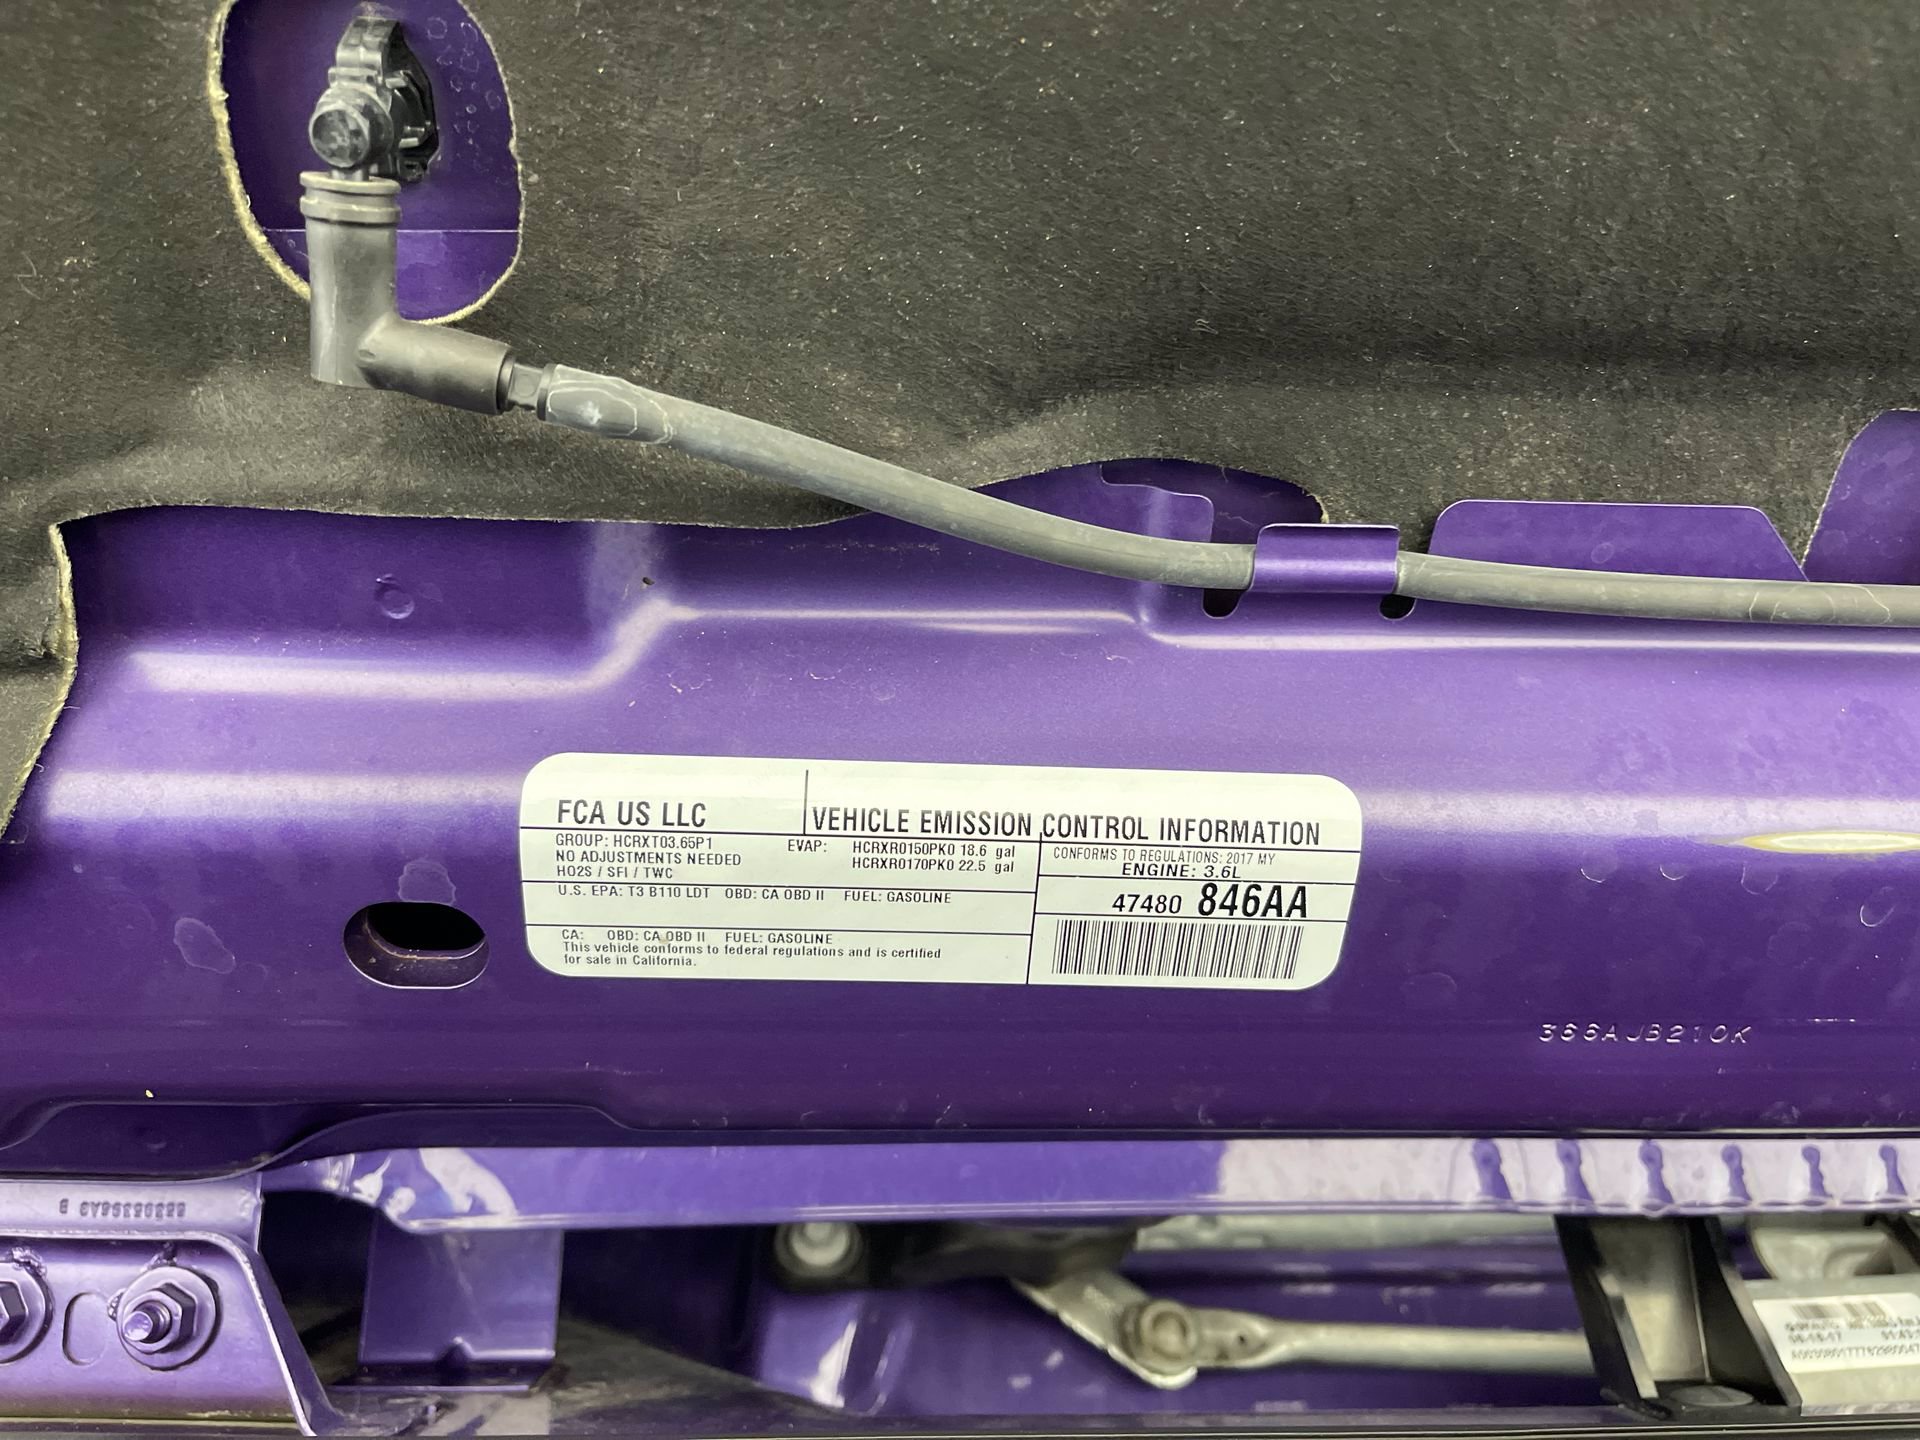 FCA US LLC
VEHICLE EMISSION CONTROL INFORMATION
GROUP: HCRXT03.65P1
NO ADJUSTMENTS NEEDED
HO2S / SFI / TWC
EVAP: HCRXR0150PK0 18.6 gal
HCRXR0170PK0 22.5 gal
CONFORMS TO REGULATIONS: 2017 MY
ENGINE: 3.6L
U.S. EPA: T3 B110 LDT OBD: CA OBD II FUEL: GASOLINE
47480 846AA
CA: OBD: CA OBD II FUEL: GASOLINE
This vehicle conforms to federal regulations and is certified
for sale in California.
366AJB210K